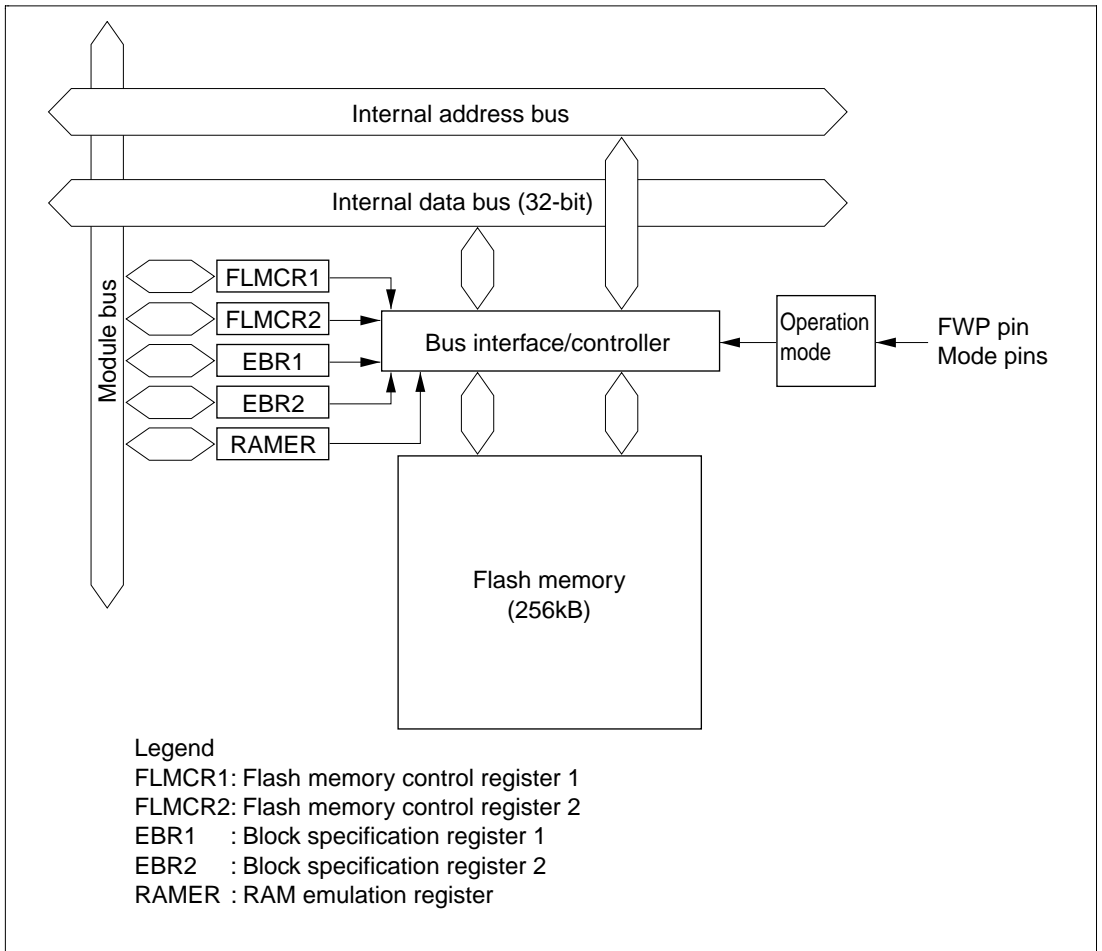 Internal address bus
Internal data bus (32-bit)
Module bus
FLMCR1
FLMCR2
EBR1
EBR2
RAMER
Bus interface/controller
Operation
mode
FWP pin
Mode pins
Flash memory
(256kB)
Legend
FLMCR1: Flash memory control register 1
FLMCR2: Flash memory control register 2
EBR1 : Block specification register 1
EBR2 : Block specification register 2
RAMER : RAM emulation register